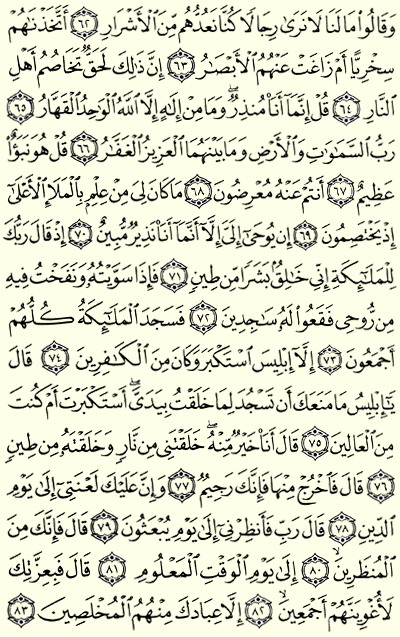 وَقَالُوا۟ مَا لَنَا لَا نَرَىٰ رِجَالًا كُنَّا نَعُدُّهُم مِّنَ ٱلْأَشْرَارِ ﴿٦٢﴾ أَتَّخَذْنَٰهُمْ
سِخْرِيًّا أَمْ زَاغَتْ عَنْهُمُ ٱلْأَبْصَٰرُ ﴿٦٣﴾ إِنَّ ذَٰلِكَ لَحَقٌّ تَخَاصُمُ أَهْلِ
ٱلنَّارِ ﴿٦٤﴾ قُلْ إِنَّمَآ أَنَا۠ مُنذِرٌ ۖ وَمَا مِنْ إِلَٰهٍ إِلَّا ٱللَّهُ ٱلْوَٰحِدُ ٱلْقَهَّارُ ﴿٦٥﴾
رَبُّ ٱلسَّمَٰوَٰتِ وَٱلْأَرْضِ وَمَا بَيْنَهُمَا ٱلْعَزِيزُ ٱلْغَفَّٰرُ ﴿٦٦﴾ قُلْ هُوَ نَبَؤٌا۟
عَظِيمٌ ﴿٦٧﴾ أَنتُمْ عَنْهُ مُعْرِضُونَ ﴿٦٨﴾ مَا كَانَ لِىَ مِنْ عِلْمٍۭ بِٱلْمَلَإِ ٱلْأَعْلَىٰٓ
إِذْ يَخْتَصِمُونَ ﴿٦٩﴾ إِن يُوحَىٰٓ إِلَىَّ إِلَّآ أَنَّمَآ أَنَا۠ نَذِيرٌ مُّبِينٌ ﴿٧٠﴾ إِذْ قَالَ رَبُّكَ
لِلْمَلَٰٓئِكَةِ إِنِّى خَٰلِقٌۢ بَشَرًا مِّن طِينٍ ﴿٧١﴾ فَإِذَا سَوَّيْتُهُۥ وَنَفَخْتُ فِيهِ
مِن رُّوحِى فَقَعُوا۟ لَهُۥ سَٰجِدِينَ ﴿٧٢﴾ فَسَجَدَ ٱلْمَلَٰٓئِكَةُ كُلُّهُمْ
أَجْمَعُونَ ﴿٧٣﴾ إِلَّآ إِبْلِيسَ ٱسْتَكْبَرَ وَكَانَ مِنَ ٱلْكَٰفِرِينَ ﴿٧٤﴾ قَالَ
يَٰٓإِبْلِيسُ مَا مَنَعَكَ أَن تَسْجُدَ لِمَا خَلَقْتُ بِيَدَىَّ ۖ أَسْتَكْبَرْتَ أَمْ كُنتَ
مِنَ ٱلْعَالِينَ ﴿٧٥﴾ قَالَ أَنَا۠ خَيْرٌ مِّنْهُ ۖ خَلَقْتَنِى مِن نَّارٍ وَخَلَقْتَهُۥ مِن طِينٍ
﴿٧٦﴾ قَالَ فَٱخْرُجْ مِنْهَا فَإِنَّكَ رَجِيمٌ ﴿٧٧﴾ وَإِنَّ عَلَيْكَ لَعْنَتِىٓ إِلَىٰ يَوْمِ
ٱلدِّينِ ﴿٧٨﴾ قَالَ رَبِّ فَأَنظِرْنِىٓ إِلَىٰ يَوْمِ يُبْعَثُونَ ﴿٧٩﴾ قَالَ فَإِنَّكَ مِنَ
ٱلْمُنظَرِينَ ﴿٨٠﴾ إِلَىٰ يَوْمِ ٱلْوَقْتِ ٱلْمَعْلُومِ ﴿٨١﴾ قَالَ فَبِعِزَّتِكَ
لَأُغْوِيَنَّهُمْ أَجْمَعِينَ ﴿٨٢﴾ إِلَّا عِبَادَكَ مِنْهُمُ ٱلْمُخْلَصِينَ ﴿٨٣﴾